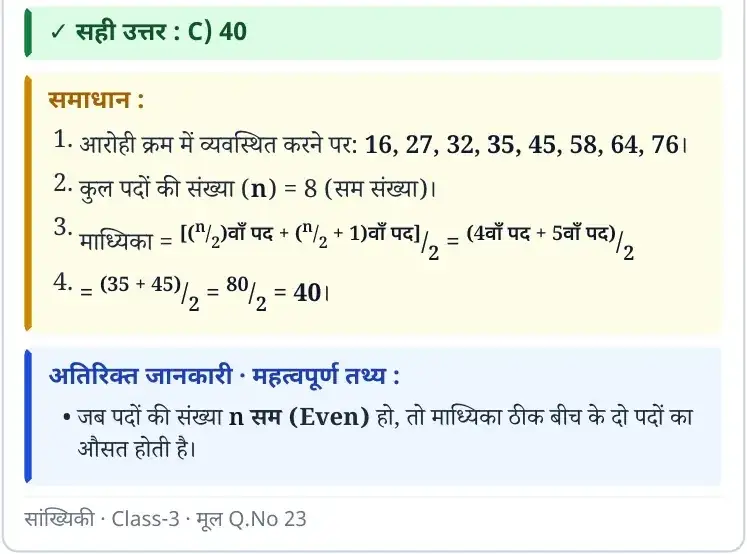 ✓ सही उत्तर : C) 40
समाधान :
1. आरोही क्रम में व्यवस्थित करने पर: 16, 27, 32, 35, 45, 58, 64, 76।
2. कुल पदों की संख्या (n) = 8 (सम संख्या)।
3. माध्यिका = [(n/2)वाँ पद + (n/2 + 1)वाँ पद]/2 = (4वाँ पद + 5वाँ पद)/2
4. = (35 + 45)/2 = 80/2 = 40।
अतिरिक्त जानकारी · महत्वपूर्ण तथ्य :
• जब पदों की संख्या n सम (Even) हो, तो माध्यिका ठीक बीच के दो पदों का
औसत होती है।
सांख्यिकी · Class-3 · मूल Q.No 23